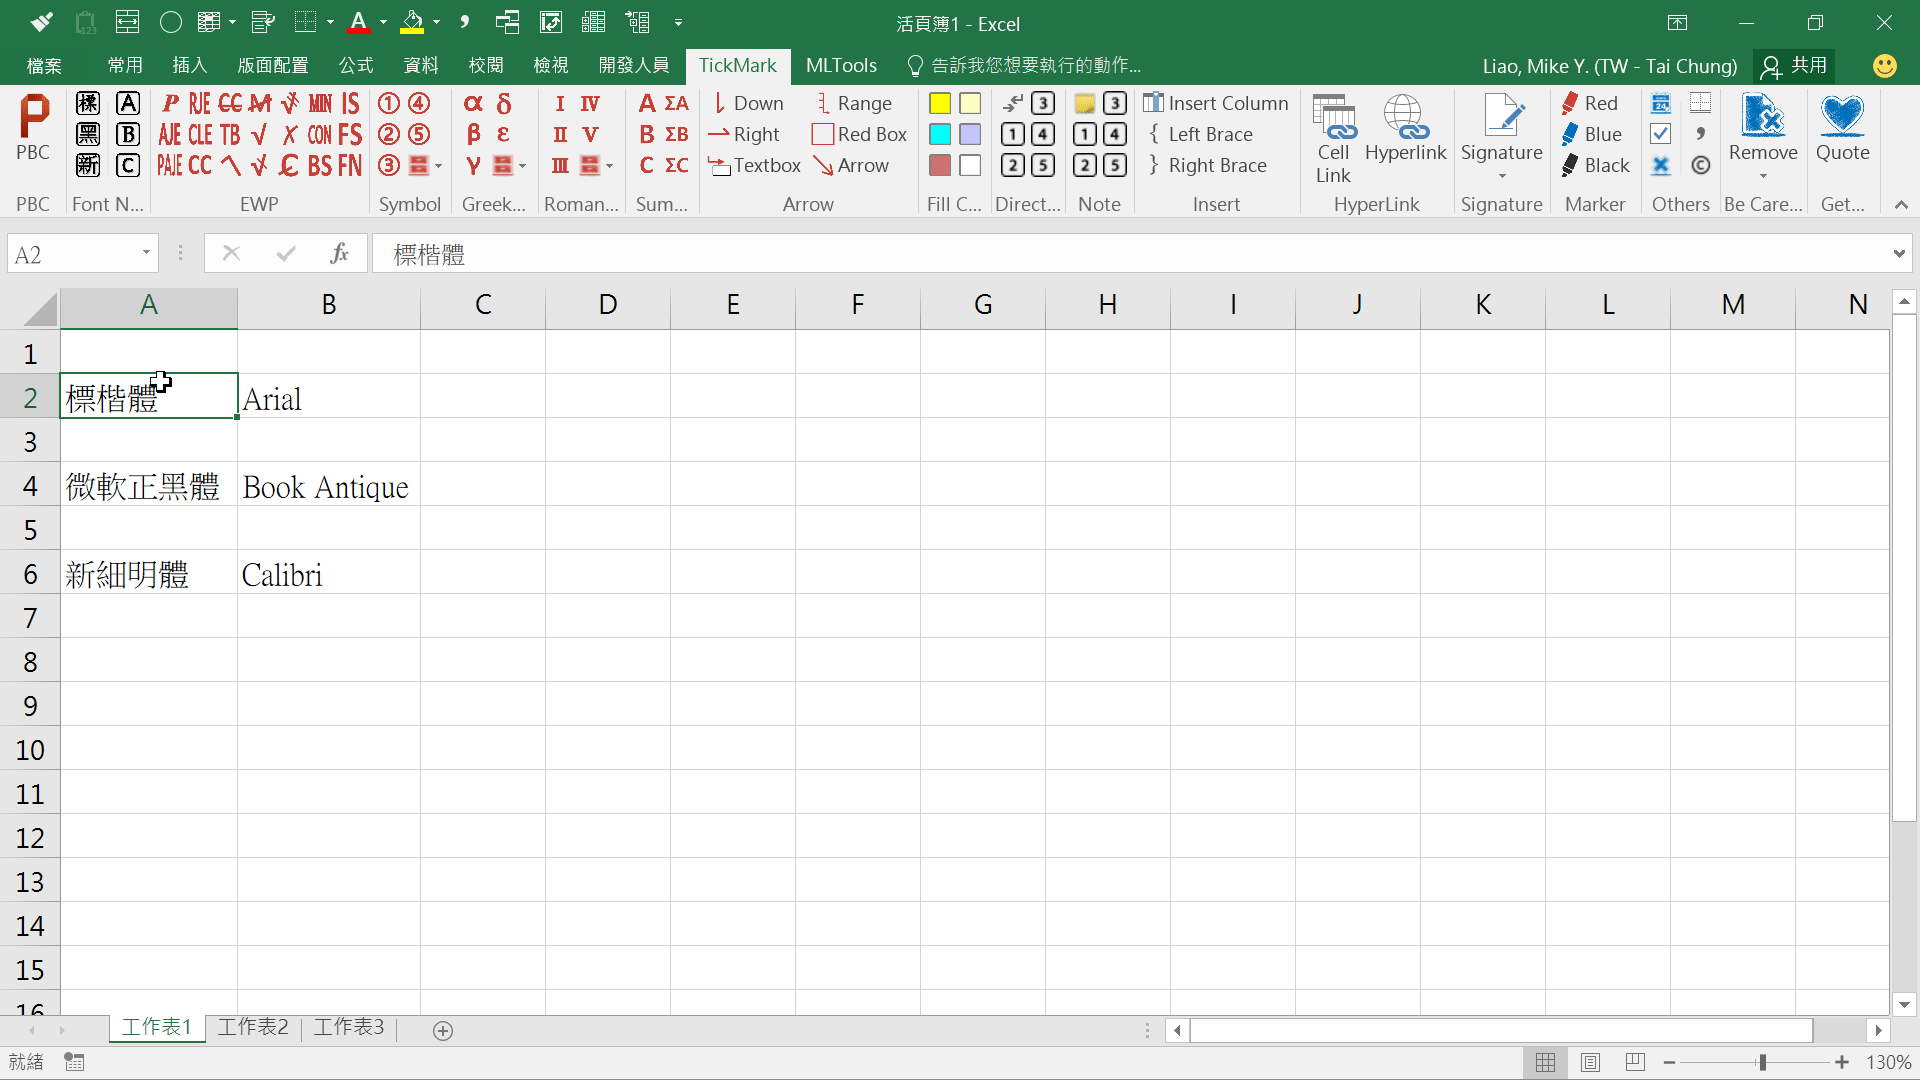 活頁簿1 - Excel
檔案 常用 插入 版面配置 公式 資料 校閱 檢視 開發人員 TickMark MLTools 告訴我您想要執行的動作... Liao, Mike Y. (TW - Tai Chung) 共用
標 A P RJE CC M MIN IS ① ④ α δ I IV A ΣA Down Range 3 3 Insert Column Red 24
黑 B AJE CLE TB √ X CON FS ② ⑤ β ε II V B ΣB Right Red Box 1 4 1 4 { Left Brace Blue
新 C PAJE CC BS FN ③ γ III C ΣC Textbox Arrow 2 5 2 5 } Right Brace Black ©
PBC Cell Link Hyperlink Signature Remove Quote
PBC Font N... EWP Symbol Greek... Roman... Sum... Arrow Fill C... Direct... Note Insert HyperLink Signature Marker Others Be Care... Get...
A2 fx 標楷體
A B C D E F G H I J K L M N
1
2 標楷體 Arial
3
4 微軟正黑體 Book Antique
5
6 新細明體 Calibri
7
8
9
10
11
12
13
14
15
16
工作表1 工作表2 工作表3
就緒 130%